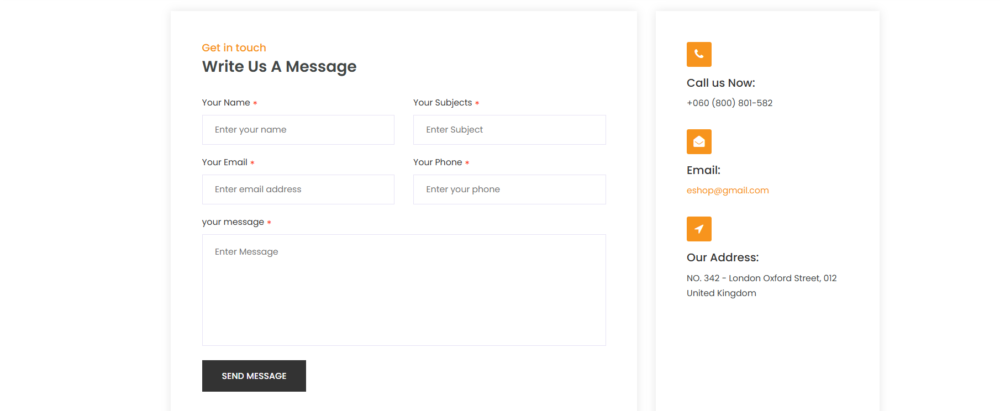 Get in touch
Write Us A Message
Your Name *
Your Subjects *
Enter your name
Enter Subject
Your Email *
Your Phone *
Enter email address
Enter your phone
your message *
Enter Message
SEND MESSAGE
Call us Now:
+060 (800) 801-582
Email:
eshop@gmail.com
Our Address:
NO. 342 - London Oxford Street, 012
United Kingdom